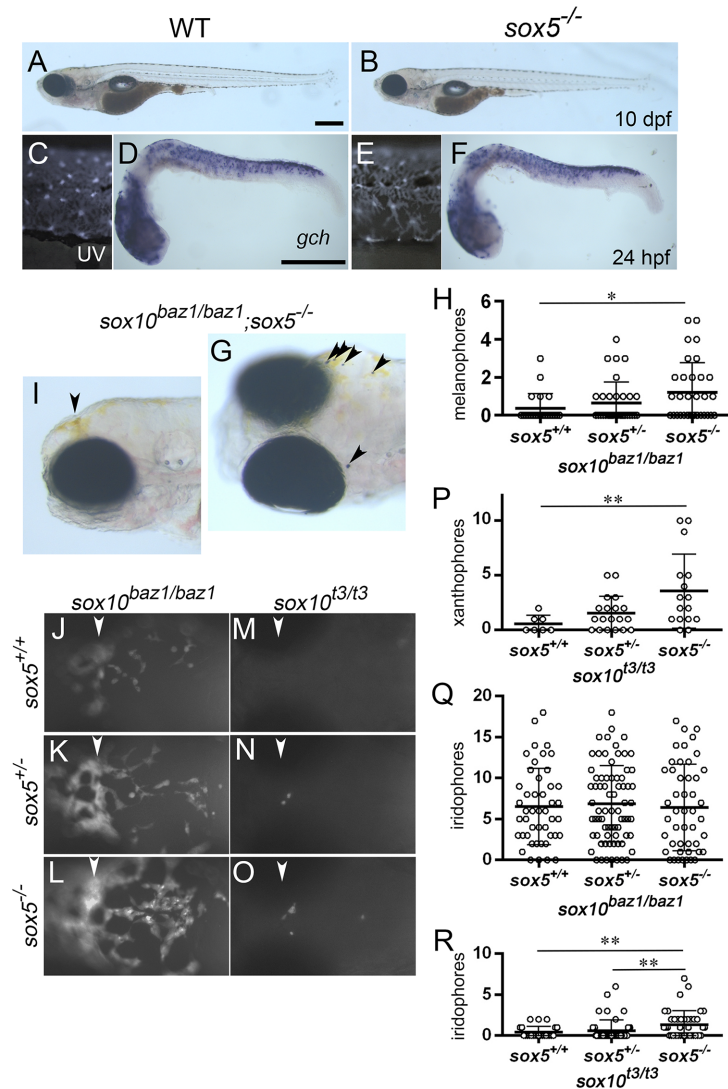 WT sox5-/-
A B
10 dpf
C D E F
UV gch 24 hpf
sox10baz1/baz1;sox5-/-
G
I
H
melanophores
6
4
2
0
*
sox5+/+ sox5+/- sox5-/-
sox10baz1/baz1
P
xanthophores
10
5
0
**
sox5+/+ sox5+/- sox5-/-
sox10t3/t3
sox10baz1/baz1 sox10t3/t3
sox5+/+
J M
sox5+/-
K N
sox5-/-
L O
Q
iridophores
20
15
10
5
0
sox5+/+ sox5+/- sox5-/-
sox10baz1/baz1
R
iridophores
10
5
0
**
**
sox5+/+ sox5+/- sox5-/-
sox10t3/t3